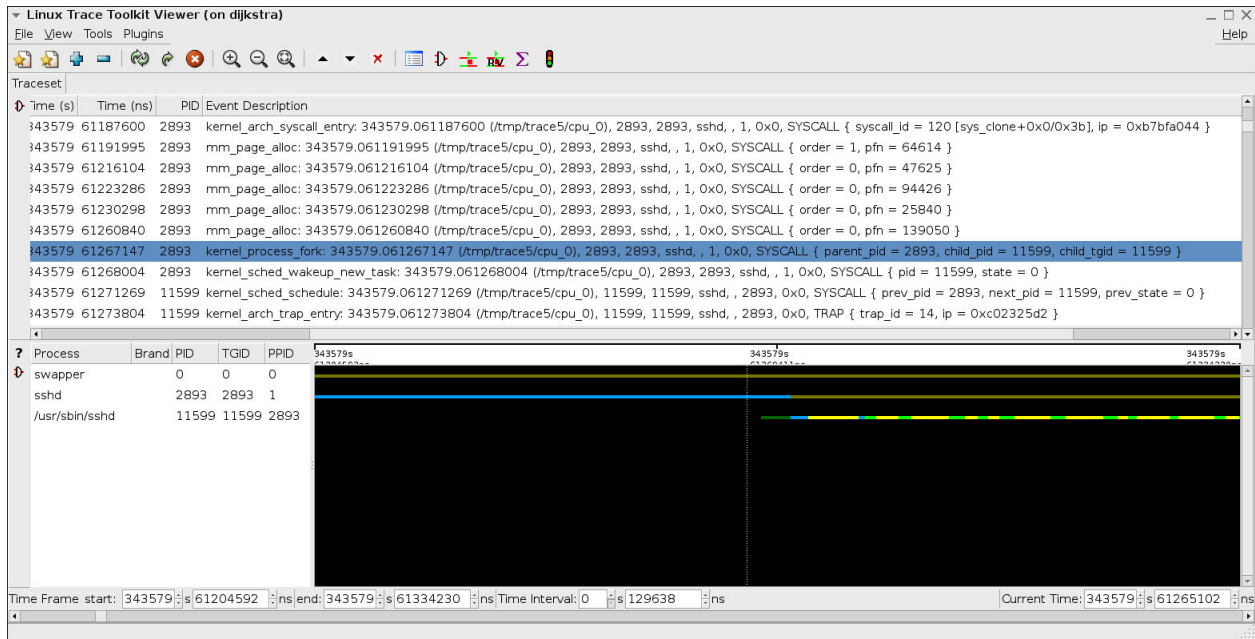 Linux Trace Toolkit Viewer (on dijkstra)
File View Tools Plugins Help
Traceset
Time (s) Time (ns) PID Event Description
343579 61187600 2893 kernel_arch_syscall_entry: 343579.061187600 (/tmp/trace5/cpu_0), 2893, 2893, sshd, , 1, 0x0, SYSCALL { syscall_id = 120 [sys_clone+0x0/0x3b], ip = 0xb7bfa044 }
343579 61191995 2893 mm_page_alloc: 343579.061191995 (/tmp/trace5/cpu_0), 2893, 2893, sshd, , 1, 0x0, SYSCALL { order = 1, pfn = 64614 }
343579 61216104 2893 mm_page_alloc: 343579.061216104 (/tmp/trace5/cpu_0), 2893, 2893, sshd, , 1, 0x0, SYSCALL { order = 0, pfn = 47625 }
343579 61223286 2893 mm_page_alloc: 343579.061223286 (/tmp/trace5/cpu_0), 2893, 2893, sshd, , 1, 0x0, SYSCALL { order = 0, pfn = 94426 }
343579 61230298 2893 mm_page_alloc: 343579.061230298 (/tmp/trace5/cpu_0), 2893, 2893, sshd, , 1, 0x0, SYSCALL { order = 0, pfn = 25840 }
343579 61260840 2893 mm_page_alloc: 343579.061260840 (/tmp/trace5/cpu_0), 2893, 2893, sshd, , 1, 0x0, SYSCALL { order = 0, pfn = 139050 }
343579 61267147 2893 kernel_process_fork: 343579.061267147 (/tmp/trace5/cpu_0), 2893, 2893, sshd, , 1, 0x0, SYSCALL { parent_pid = 2893, child_pid = 11599, child_tgid = 11599 }
343579 61268004 2893 kernel_sched_wakeup_new_task: 343579.061268004 (/tmp/trace5/cpu_0), 2893, 2893, sshd, , 1, 0x0, SYSCALL { pid = 11599, state = 0 }
343579 61271269 11599 kernel_sched_schedule: 343579.061271269 (/tmp/trace5/cpu_0), 11599, 11599, sshd, , 2893, 0x0, SYSCALL { prev_pid = 2893, next_pid = 11599, prev_state = 0 }
343579 61273804 11599 kernel_arch_trap_entry: 343579.061273804 (/tmp/trace5/cpu_0), 11599, 11599, sshd, , 2893, 0x0, TRAP { trap_id = 14, ip = 0xc02325d2 }
? Process Brand PID TGID PPID 343579s 343579s 343579s
swapper 0 0 0
sshd 2893 2893 1
/usr/sbin/sshd 11599 11599 2893
Time Frame start: 343579 s 61204592 ns end: 343579 s 61334230 ns Time Interval: 0 s 129638 ns Current Time: 343579 s 61265102 ns